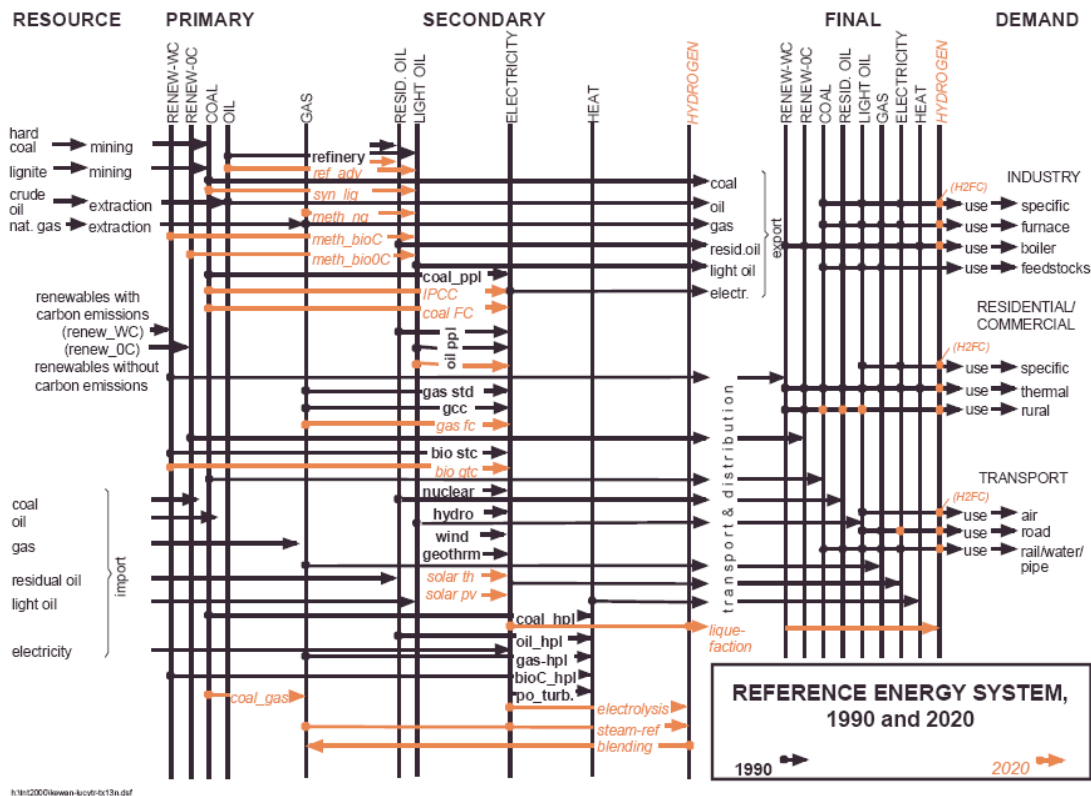 RESOURCE PRIMARY SECONDARY FINAL DEMAND
RENEW-WC
RENEW-0C
COAL
OIL
GAS
RESID. OIL
LIGHT OIL
ELECTRICITY
HEAT
HYDROGEN
RENEW-WC
RENEW-0C
COAL
RESID. OIL
LIGHT OIL
GAS
ELECTRICITY
HEAT
HYDROGEN
hard
coal mining
lignite mining
crude
oil extraction
nat. gas extraction
renewables with
carbon emissions
(renew_WC)
(renew_0C)
renewables without
carbon emissions
coal
oil
gas
residual oil
light oil
electricity
import
refinery
ref_adv
syn_liq
meth_ng
meth_bioC
meth_bio0C
coal_ppl
IPCC
coal FC
oil ppl
gas std
gcc
gas fc
bio stc
bio gtc
nuclear
hydro
wind
geothrm
solar th
solar pv
coal_hpl
oil_hpl
gas-hpl
bioC_hpl
po_turb.
coal_gas
electrolysis
steam-ref
blending
coal
oil
gas
resid.oil
light oil
electr.
export
transport & distribution
lique-
faction
INDUSTRY
(H2FC)
use specific
use furnace
use boiler
use feedstocks
RESIDENTIAL/
COMMERCIAL
(H2FC)
use specific
use thermal
use rural
TRANSPORT
(H2FC)
use air
use road
use rail/water/
pipe
REFERENCE ENERGY SYSTEM,
1990 and 2020
1990 2020